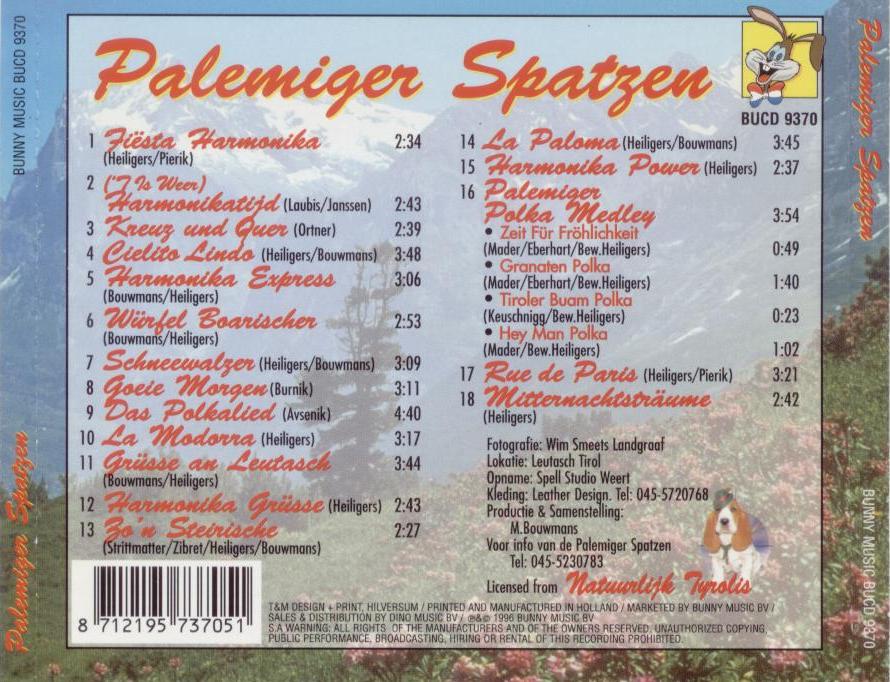 BUNNY MUSIC BUCD 9370
Palemiger Spatzen
Palemiger Spatzen
BUCD 9370
1 Fiësta Harmonika 2:34
(Heiligers/Pierik)
2 ('T Is Weer)
Harmonikatijd (Laubis/Janssen) 2:43
3 Kreuz und Quer (Ortner) 2:39
4 Cielito Lindo (Heiligers/Bouwmans) 3:48
5 Harmonika Express 3:06
(Bouwmans/Heiligers)
6 Würfel Boarischer 2:53
(Bouwmans/Heiligers)
7 Schneewalzer (Heiligers/Bouwmans) 3:09
8 Goeie Morgen (Burnik) 3:11
9 Das Polkalied (Avsenik) 4:40
10 La Modorra (Heiligers) 3:17
11 Grüsse an Leutasch 3:44
(Bouwmans/Heiligers)
12 Harmonika Grüsse (Heiligers) 2:43
13 Zo'n Steirische 2:27
(Strittmatter/Zibret/Heiligers/Bouwmans)
14 La Paloma (Heiligers/Bouwmans) 3:45
15 Harmonika Power (Heiligers) 2:37
16 Palemiger
Polka Medley 3:54
• Zeit Für Fröhlichkeit
(Mader/Eberhart/Bew.Heiligers) 0:49
• Granaten Polka
(Mader/Eberhart/Bew.Heiligers) 1:40
• Tiroler Buam Polka
(Keuschnigg/Bew.Heiligers) 0:23
• Hey Man Polka
(Mader/Bew.Heiligers) 1:02
17 Rue de Paris (Heiligers/Pierik) 3:21
18 Mitternachtsträume 2:42
(Heiligers)
Fotografie: Wim Smeets Landgraaf
Lokatie: Leutasch Tirol
Opname: Spell Studio Weert
Kleding: Leather Design. Tel: 045-5720768
Productie & Samenstelling:
M.Bouwmans
Voor info van de Palemiger Spatzen
Tel: 045-5230783
Licensed from Natuurlijk Tyrolis
8 712195 737051
T&M DESIGN + PRINT, HILVERSUM / PRINTED AND MANUFACTURED IN HOLLAND / MARKETED BY BUNNY MUSIC BV /
SALES & DISTRIBUTION BY DINO MUSIC BV / ℗&© 1996 BUNNY MUSIC BV
S.A WARNING: ALL RIGHTS OF THE MANUFACTURERS AND OF THE OWNERS RESERVED. UNAUTHORIZED COPYING,
PUBLIC PERFORMANCE, BROADCASTING, HIRING OR RENTAL OF THIS RECORDING PROHIBITED.
Palemiger Spatzen
BUNNY MUSIC BUCD 9370